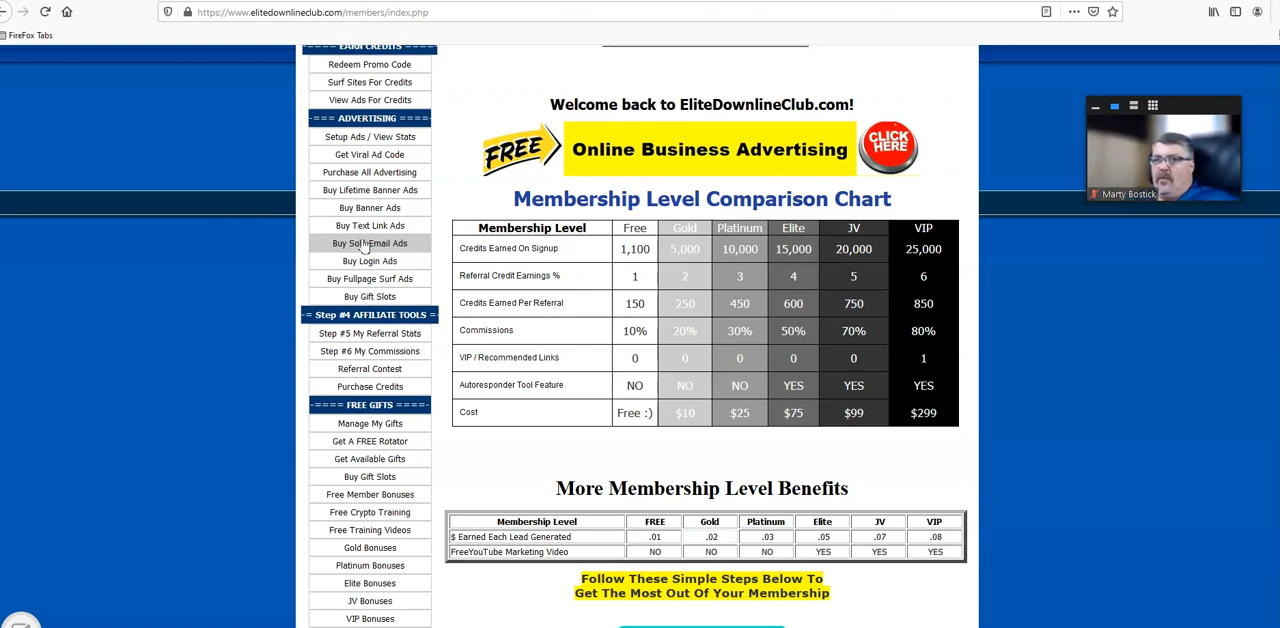 https://www.elitedownlineclub.com/members/index.php
FireFox Tabs
EARN CREDITS
Redeem Promo Code
Surf Sites For Credits
View Ads For Credits
-=== ADVERTISING ====-
Setup Ads / View Stats
Get Viral Ad Code
Purchase All Advertising
Buy Lifetime Banner Ads
Buy Banner Ads
Buy Text Link Ads
Buy Solo Email Ads
Buy Login Ads
Buy Fullpage Surf Ads
Buy Gift Slots
-= Step #4 AFFILIATE TOOLS =-
Step #5 My Referral Stats
Step #6 My Commissions
Referral Contest
Purchase Credits
-==== FREE GIFTS ====-
Manage My Gifts
Get A FREE Rotator
Get Available Gifts
Buy Gift Slots
Free Member Bonuses
Free Crypto Training
Free Training Videos
Gold Bonuses
Platinum Bonuses
Elite Bonuses
JV Bonuses
VIP Bonuses
Welcome back to EliteDownlineClub.com!
FREE Online Business Advertising CLICK HERE
Membership Level Comparison Chart
Membership Level Free Gold Platinum Elite JV VIP
Credits Earned On Signup 1,100 5,000 10,000 15,000 20,000 25,000
Referral Credit Earnings % 1 2 3 4 5 6
Credits Earned Per Referral 150 250 450 600 750 850
Commissions 10% 20% 30% 50% 70% 80%
VIP / Recommended Links 0 0 0 0 0 1
Autoresponder Tool Feature NO NO NO YES YES YES
Cost Free :) $10 $25 $75 $99 $299
More Membership Level Benefits
Membership Level FREE Gold Platinum Elite JV VIP
$ Earned Each Lead Generated .01 .02 .03 .05 .07 .08
FreeYouTube Marketing Video NO NO NO YES YES YES
Follow These Simple Steps Below To
Get The Most Out Of Your Membership
Marty Bostick